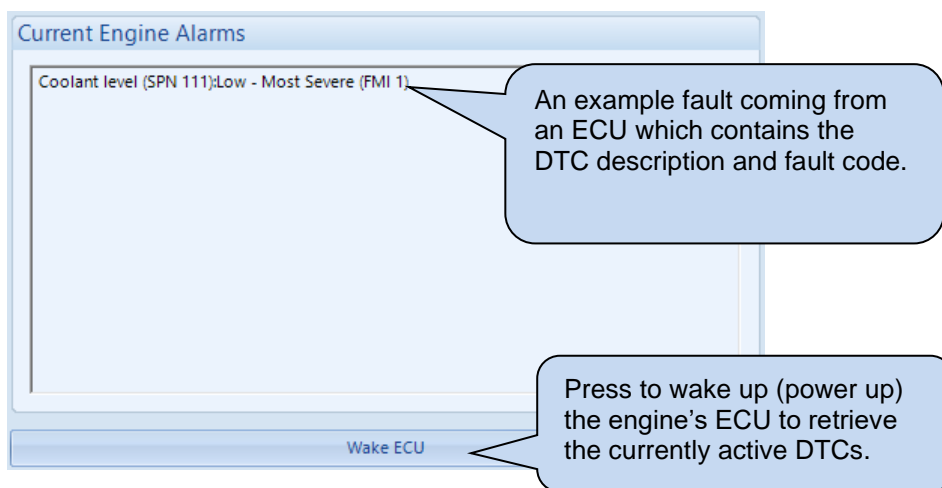 Current Engine Alarms
Coolant level (SPN 111):Low - Most Severe (FMI 1)
An example fault coming from
an ECU which contains the
DTC description and fault code.
Press to wake up (power up)
the engine's ECU to retrieve
the currently active DTCs.
Wake ECU